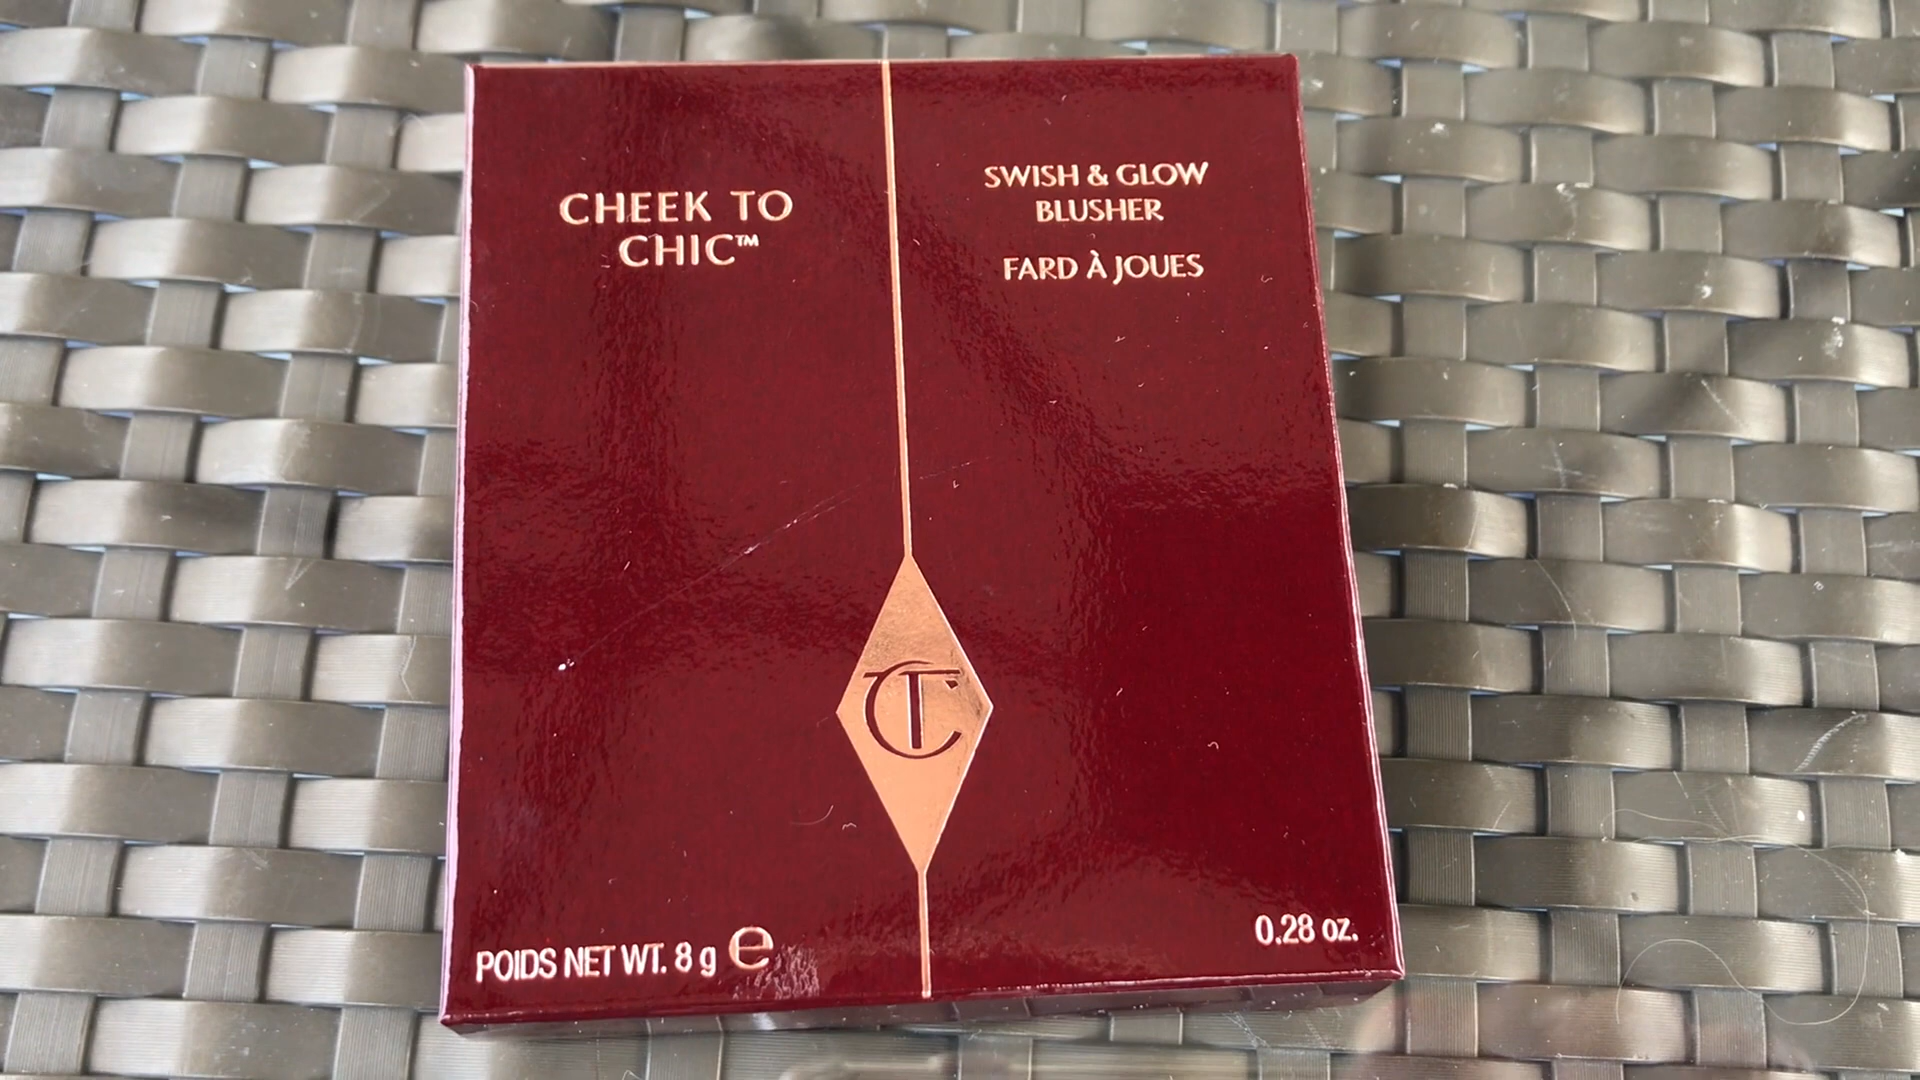 CHEEK TO
CHIC™
SWISH & GLOW
BLUSHER
FARD À JOUES
CT
POIDS NET WT. 8 g ℮
0.28 oz.